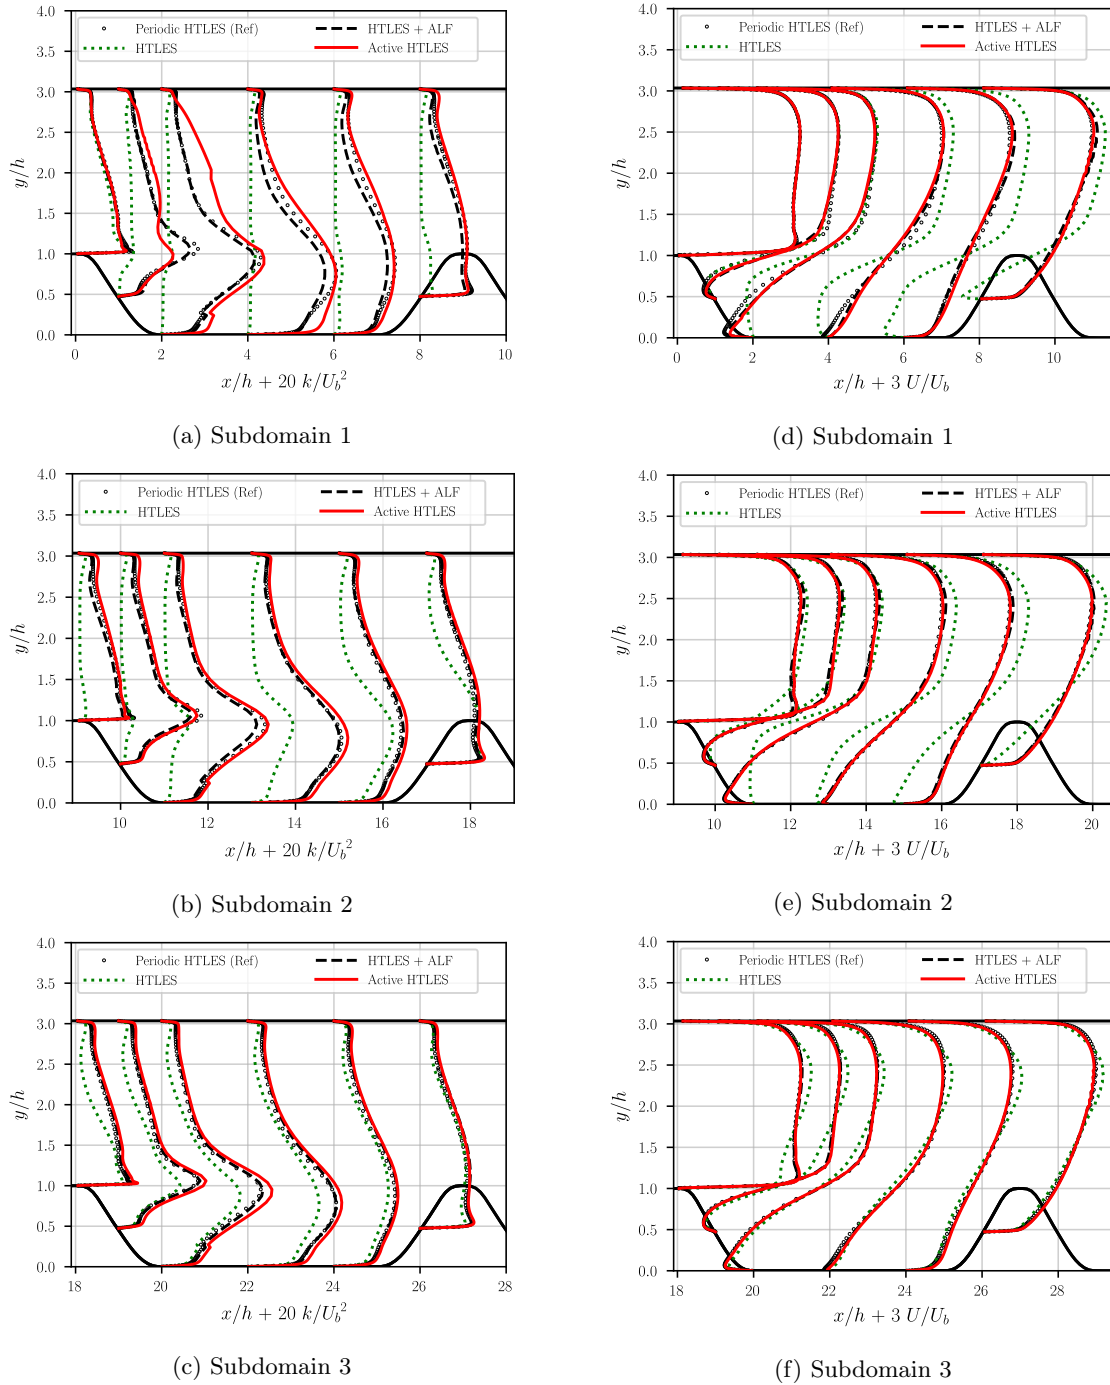 4.0
3.5
3.0
2.5
2.0
1.5
1.0
0.5
0.0
y/h
Periodic HTLES (Ref)
HTLES
HTLES + ALF
Active HTLES
0 2 4 6 8 10
x/h + 20 k/U_b^2
(a) Subdomain 1
4.0
3.5
3.0
2.5
2.0
1.5
1.0
0.5
0.0
y/h
Periodic HTLES (Ref)
HTLES
HTLES + ALF
Active HTLES
0 2 4 6 8 10
x/h + 3 U/U_b
(d) Subdomain 1
4.0
3.5
3.0
2.5
2.0
1.5
1.0
0.5
0.0
y/h
Periodic HTLES (Ref)
HTLES
HTLES + ALF
Active HTLES
10 12 14 16 18
x/h + 20 k/U_b^2
(b) Subdomain 2
4.0
3.5
3.0
2.5
2.0
1.5
1.0
0.5
0.0
y/h
Periodic HTLES (Ref)
HTLES
HTLES + ALF
Active HTLES
10 12 14 16 18 20
x/h + 3 U/U_b
(e) Subdomain 2
4.0
3.5
3.0
2.5
2.0
1.5
1.0
0.5
0.0
y/h
Periodic HTLES (Ref)
HTLES
HTLES + ALF
Active HTLES
18 20 22 24 26 28
x/h + 20 k/U_b^2
(c) Subdomain 3
4.0
3.5
3.0
2.5
2.0
1.5
1.0
0.5
0.0
y/h
Periodic HTLES (Ref)
HTLES
HTLES + ALF
Active HTLES
18 20 22 24 26 28
x/h + 3 U/U_b
(f) Subdomain 3